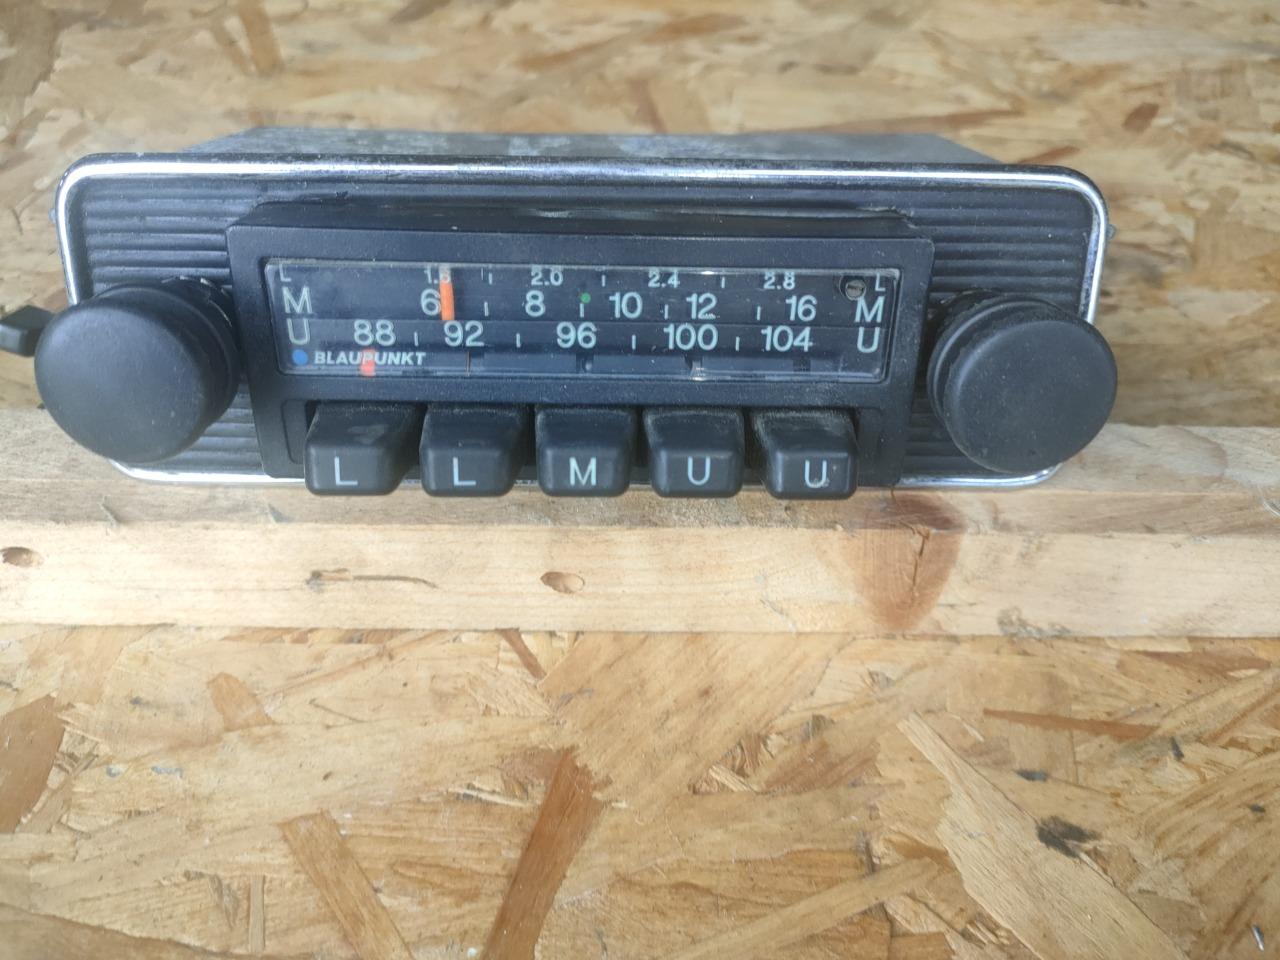 L 1.6 2.0 2.4 2.8 L
M 6 8 10 12 16 M
U 88 92 96 100 104 U
BLAUPUNKT
L L M U U